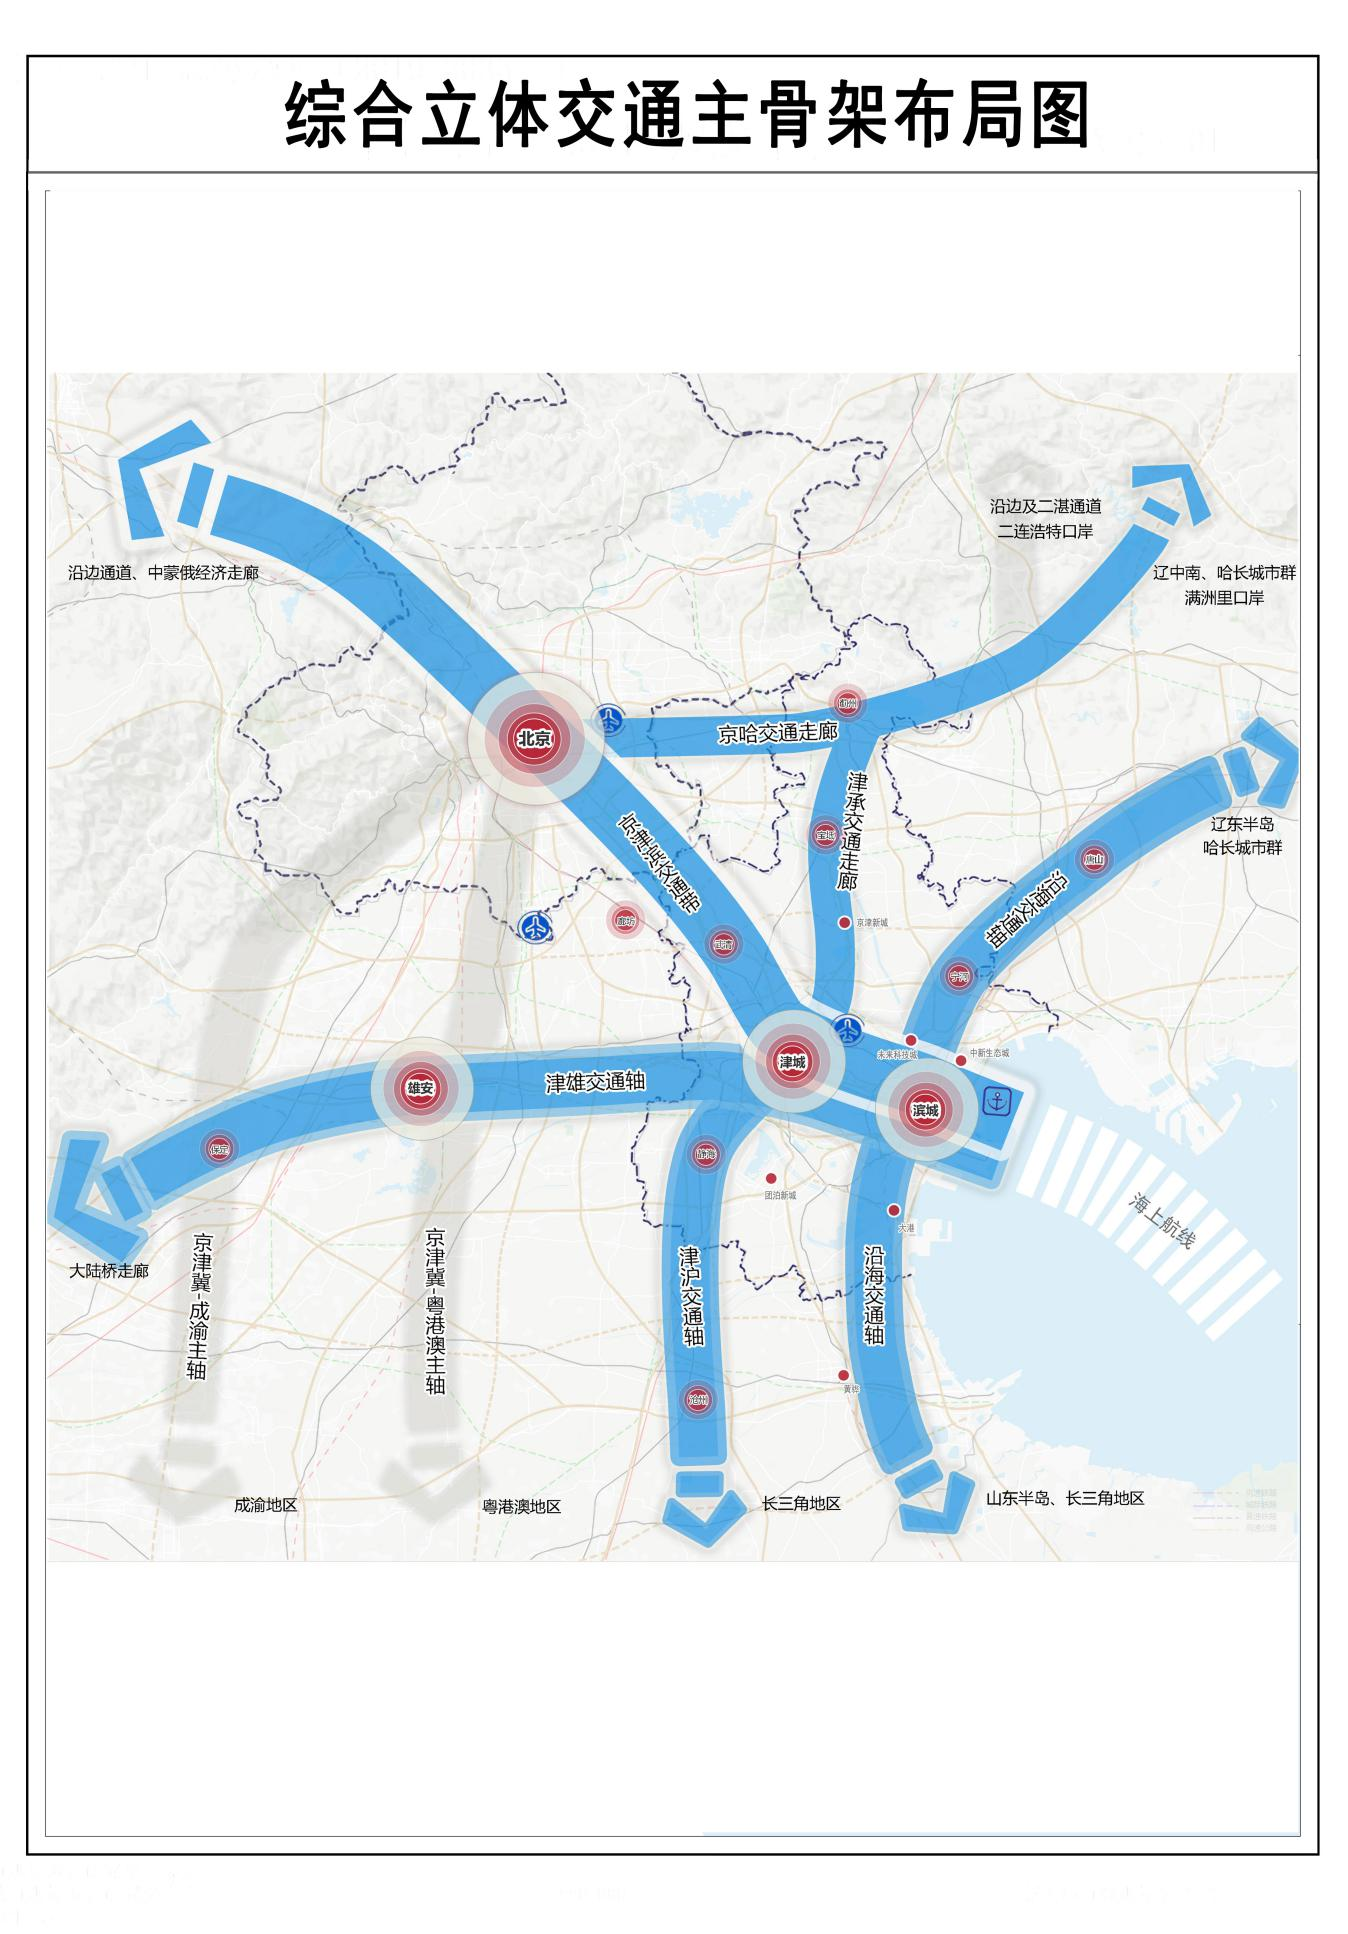 综合立体交通主骨架布局图
沿边及二湛通道
二连浩特口岸
沿边通道、中蒙俄经济走廊
辽中南、哈长城市群
满洲里口岸
蓟州
京哈交通走廊
北京
津承交通走廊
辽东半岛
哈长城市群
京津滨交通带
宝坻
唐山
沿海交通轴
廊坊
京津新城
武清
宁河
未来科技城
中新生态城
津城
津雄交通轴
雄安
滨城
保定
静海
团泊新城
大港
海上航线
大陆桥走廊
京津冀-成渝主轴
京津冀-粤港澳主轴
津沪交通轴
沿海交通轴
黄骅
沧州
成渝地区
粤港澳地区
长三角地区
山东半岛、长三角地区